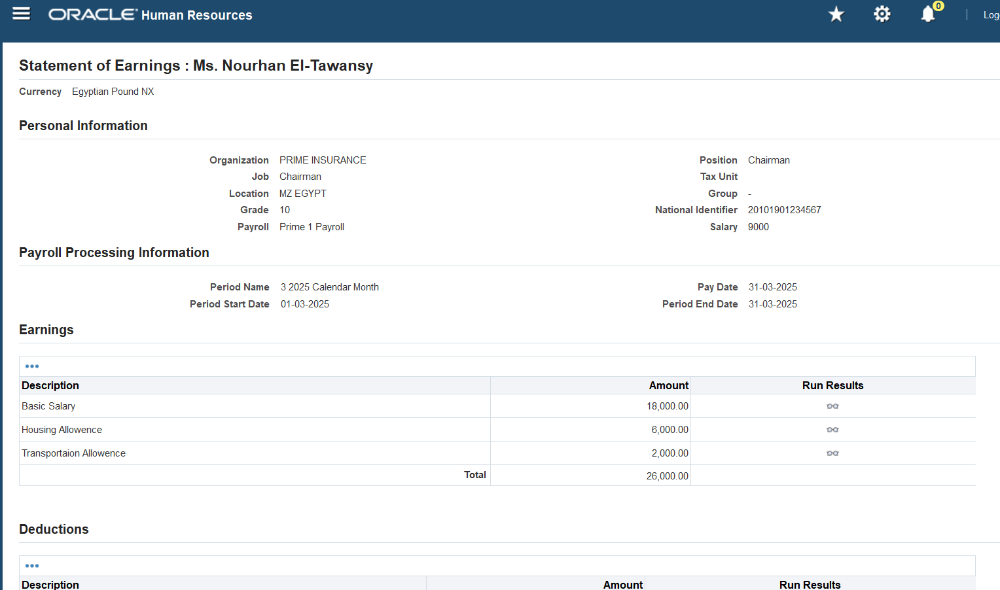 ORACLE Human Resources
0
Log
Statement of Earnings : Ms. Nourhan El-Tawansy
Currency Egyptian Pound NX
Personal Information
Organization PRIME INSURANCE Position Chairman
Job Chairman Tax Unit
Location MZ EGYPT Group -
Grade 10 National Identifier 20101901234567
Payroll Prime 1 Payroll Salary 9000
Payroll Processing Information
Period Name 3 2025 Calendar Month Pay Date 31-03-2025
Period Start Date 01-03-2025 Period End Date 31-03-2025
Earnings
Description Amount Run Results
Basic Salary 18,000.00
Housing Allowence 6,000.00
Transportaion Allowence 2,000.00
Total 26,000.00
Deductions
Description Amount Run Results